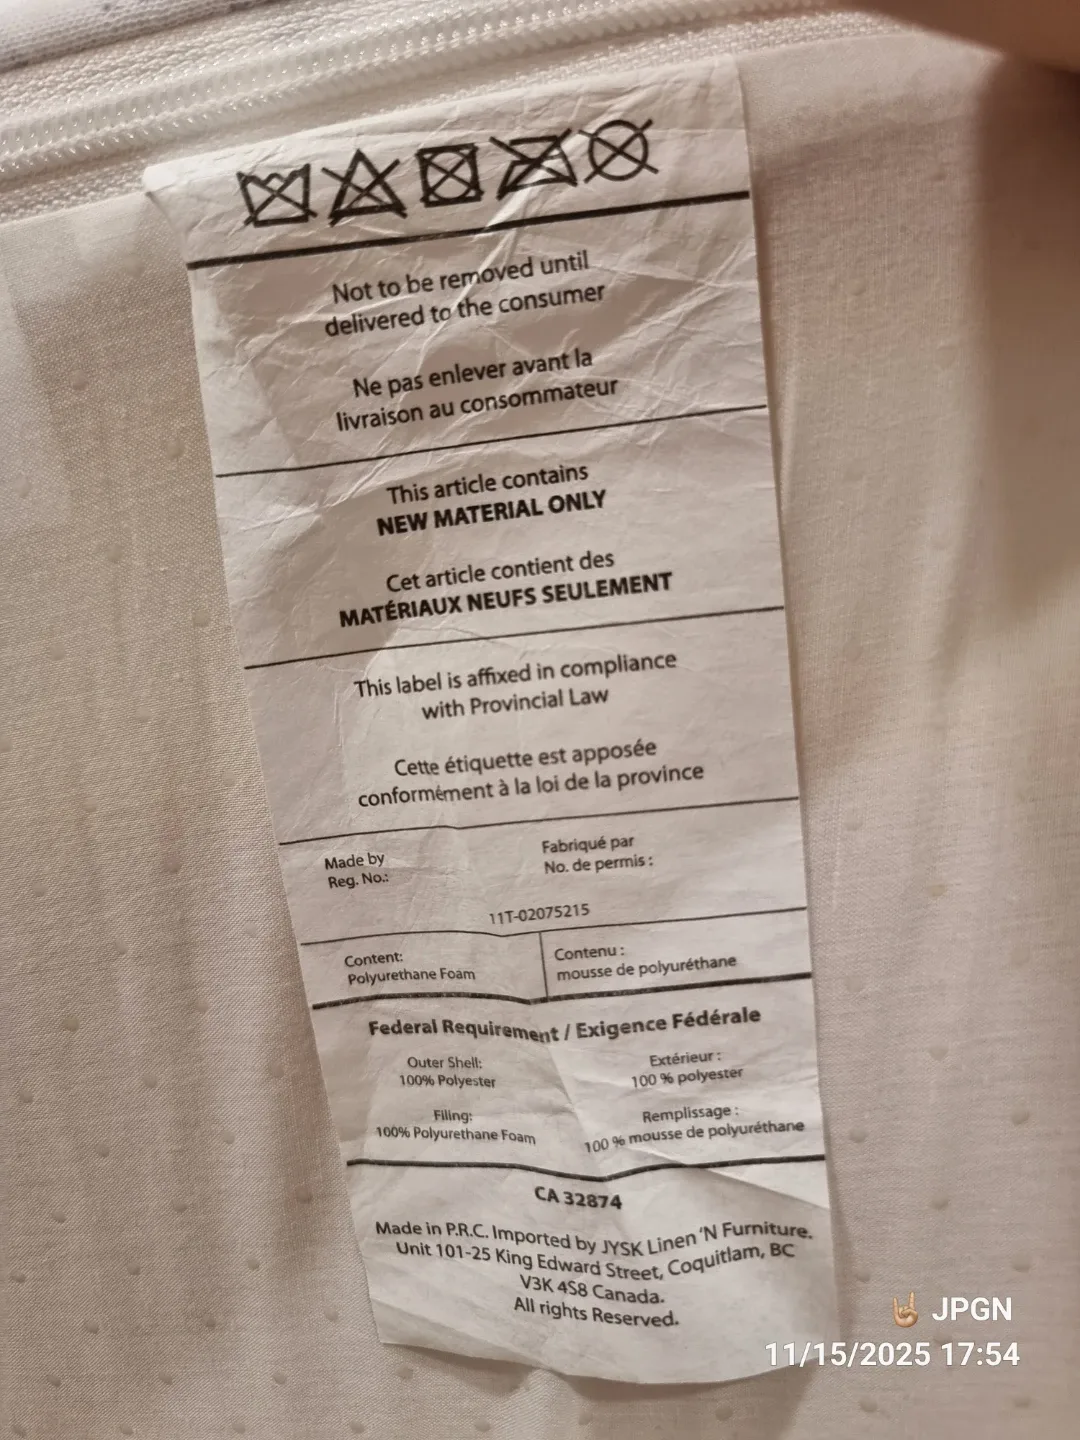 Not to be removed until
delivered to the consumer
Ne pas enlever avant la
livraison au consommateur
This article contains
NEW MATERIAL ONLY
Cet article contient des
MATÉRIAUX NEUFS SEULEMENT
This label is affixed in compliance
with Provincial Law
Cette étiquette est apposée
conformément à la loi de la province
Made by
Reg. No.:
Fabriqué par
No. de permis :
11T-02075215
Content:
Polyurethane Foam
Contenu :
mousse de polyuréthane
Federal Requirement / Exigence Fédérale
Outer Shell:
100% Polyester
Extérieur :
100 % polyester
Filing:
100% Polyurethane Foam
Remplissage :
100 % mousse de polyuréthane
CA 32874
Made in P.R.C. Imported by JYSK Linen 'N Furniture.
Unit 101-25 King Edward Street, Coquitlam, BC
V3K 4S8 Canada.
All rights Reserved.
🤘🏼 JPGN
11/15/2025 17:54